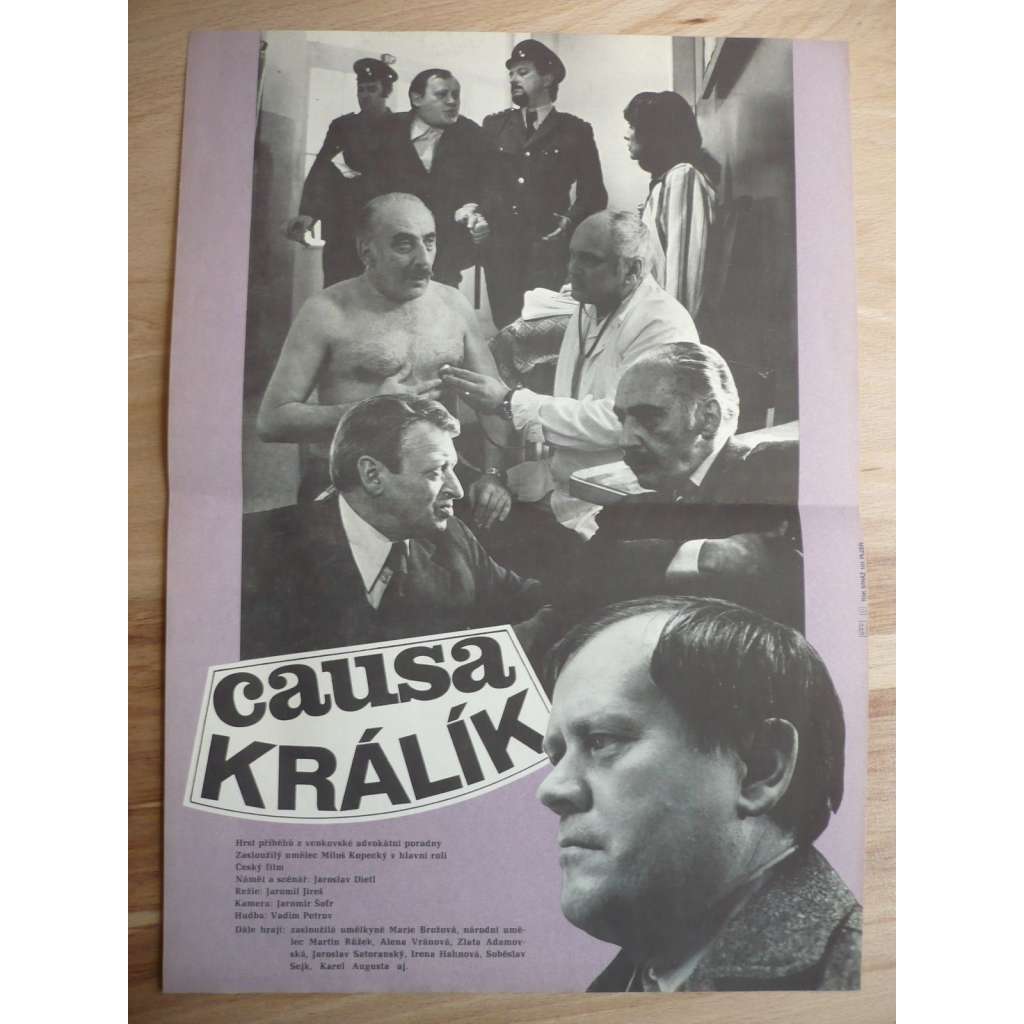 causa
KRÁLÍK
Hrst příběhů z venkovské advokátní poradny
Zasloužilý umělec Miloš Kopecký v hlavní roli
Český film
Námět a scénář: Jaroslav Dietl
Režie: Jaromil Jireš
Kamera: Jaromír Šofr
Hudba: Vadim Petrov
Dále hrají: zasloužilá umělkyně Marie Brožová, národní umě-
lec Martin Růžek, Alena Vránová, Zlata Adamov-
ská, Jaroslav Satoranský, Irena Hahnová, Soběslav
Sejk, Karel Augusta aj.